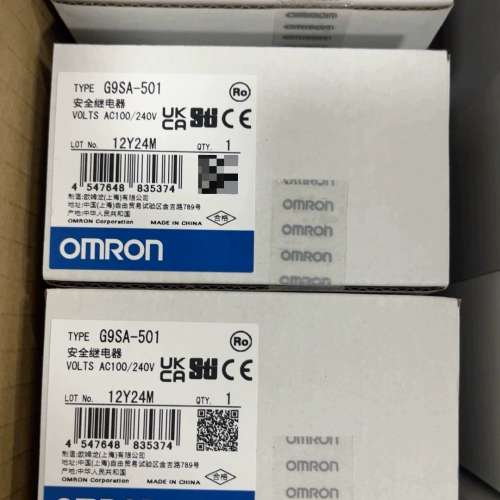 OMRON
OMRON
TYPE G9SA-501
Ro
安全继电器
VOLTS AC100/240V
UK
CA
CE
LOT No. 12Y24M
QTY. 1
4 547648 835374
制造:欧姆龙(上海)有限公司
地址:中国(上海)自由贸易试验区金吉路789号
产地:中华人民共和国
OMRON Corporation MADE IN CHINA
合格
OMRON
OMRON
OMRON
OMRON
OMRON
TYPE G9SA-501
Ro
安全继电器
VOLTS AC100/240V
UK
CA
CE
LOT No. 12Y24M
QTY. 1
4 547648 835374
制造:欧姆龙(上海)有限公司
地址:中国(上海)自由贸易试验区金吉路789号
产地:中华人民共和国
OMRON Corporation MADE IN CHINA
合格
OMRON
OMRON
OMRON
OMRON